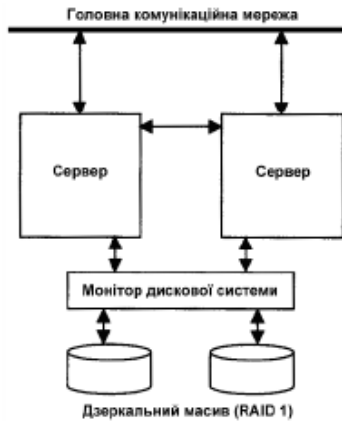 Головна комунікаційна мережа
Сервер
Сервер
Монітор дискової системи
Дзеркальний масив (RAID 1)